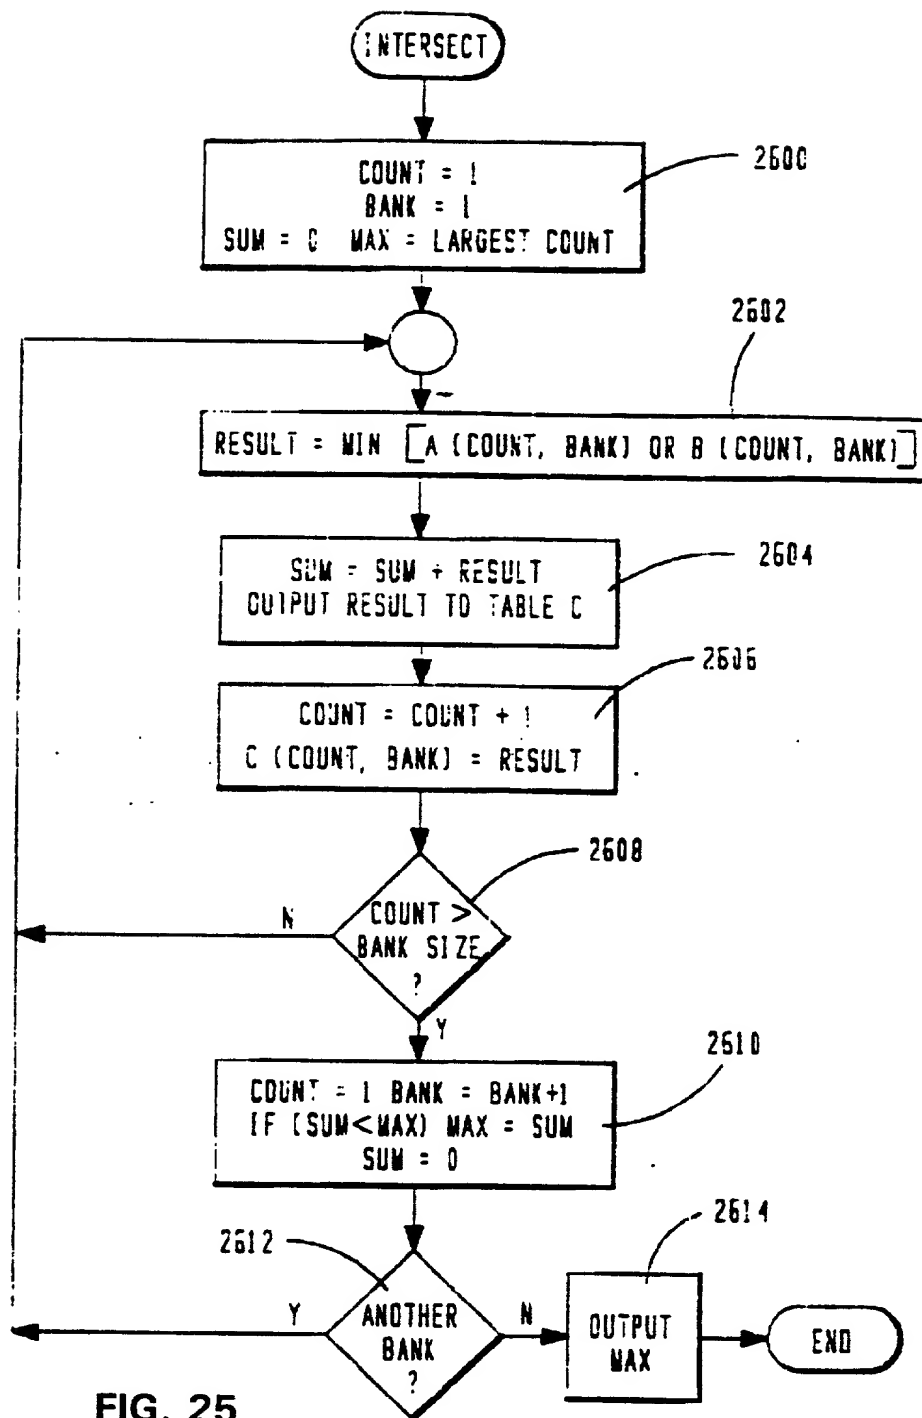 INTERSECT
COUNT = 1
BANK = 1
SUM = 0 MAX = LARGEST COUNT
2600
2602
RESULT = MIN [A (COUNT, BANK) OR B (COUNT, BANK)]
SUM = SUM + RESULT
OUTPUT RESULT TO TABLE C
2604
COUNT = COUNT + 1
C (COUNT, BANK) = RESULT
2606
2608
COUNT >
BANK SIZE
?
N
Y
COUNT = 1 BANK = BANK+1
IF (SUM<MAX) MAX = SUM
SUM = 0
2610
2612
ANOTHER
BANK
?
Y
N
2614
OUTPUT
MAX
END
FIG. 25